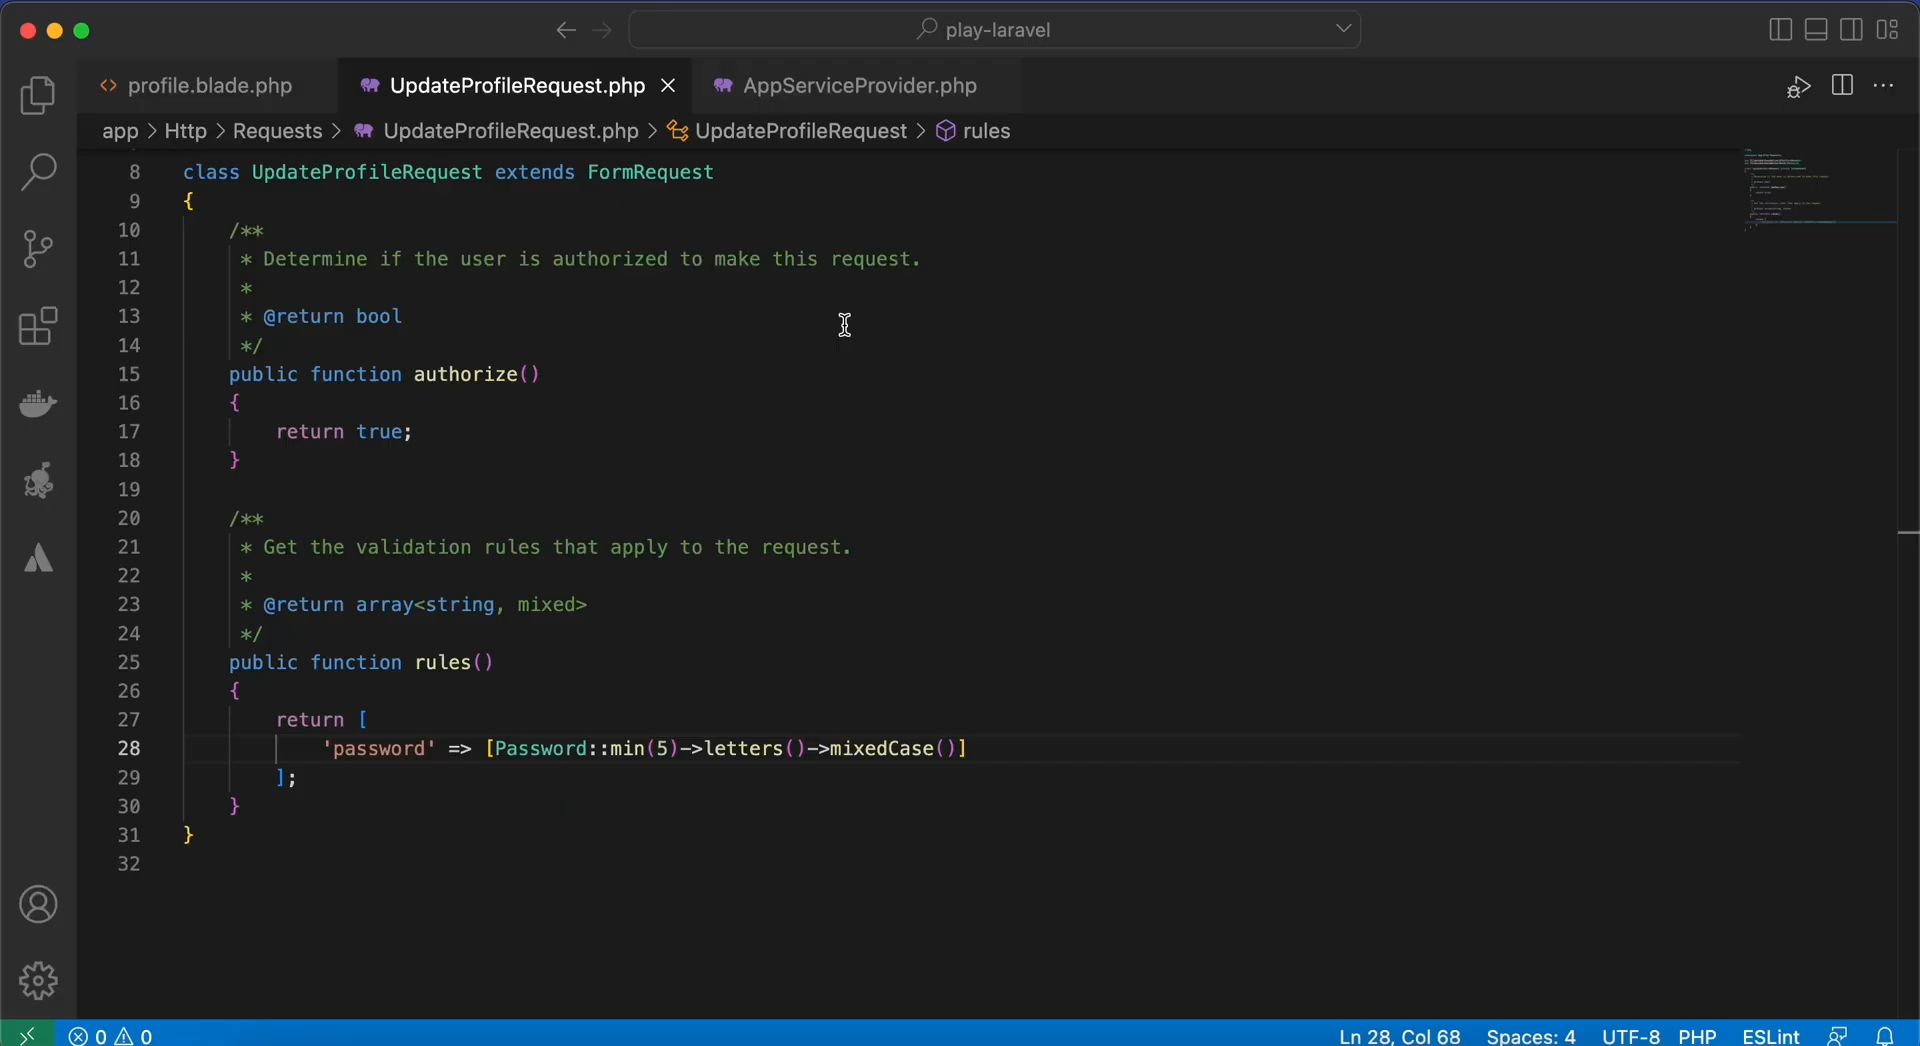 play-laravel
profile.blade.php UpdateProfileRequest.php AppServiceProvider.php
app > Http > Requests > UpdateProfileRequest.php > UpdateProfileRequest > rules
8 class UpdateProfileRequest extends FormRequest
9 {
10 /**
11 * Determine if the user is authorized to make this request.
12 *
13 * @return bool
14 */
15 public function authorize()
16 {
17 return true;
18 }
19
20 /**
21 * Get the validation rules that apply to the request.
22 *
23 * @return array<string, mixed>
24 */
25 public function rules()
26 {
27 return [
28 'password' => [Password::min(5)->letters()->mixedCase()]
29 ];
30 }
31 }
32
0 0 Ln 28, Col 68 Spaces: 4 UTF-8 PHP ESLint